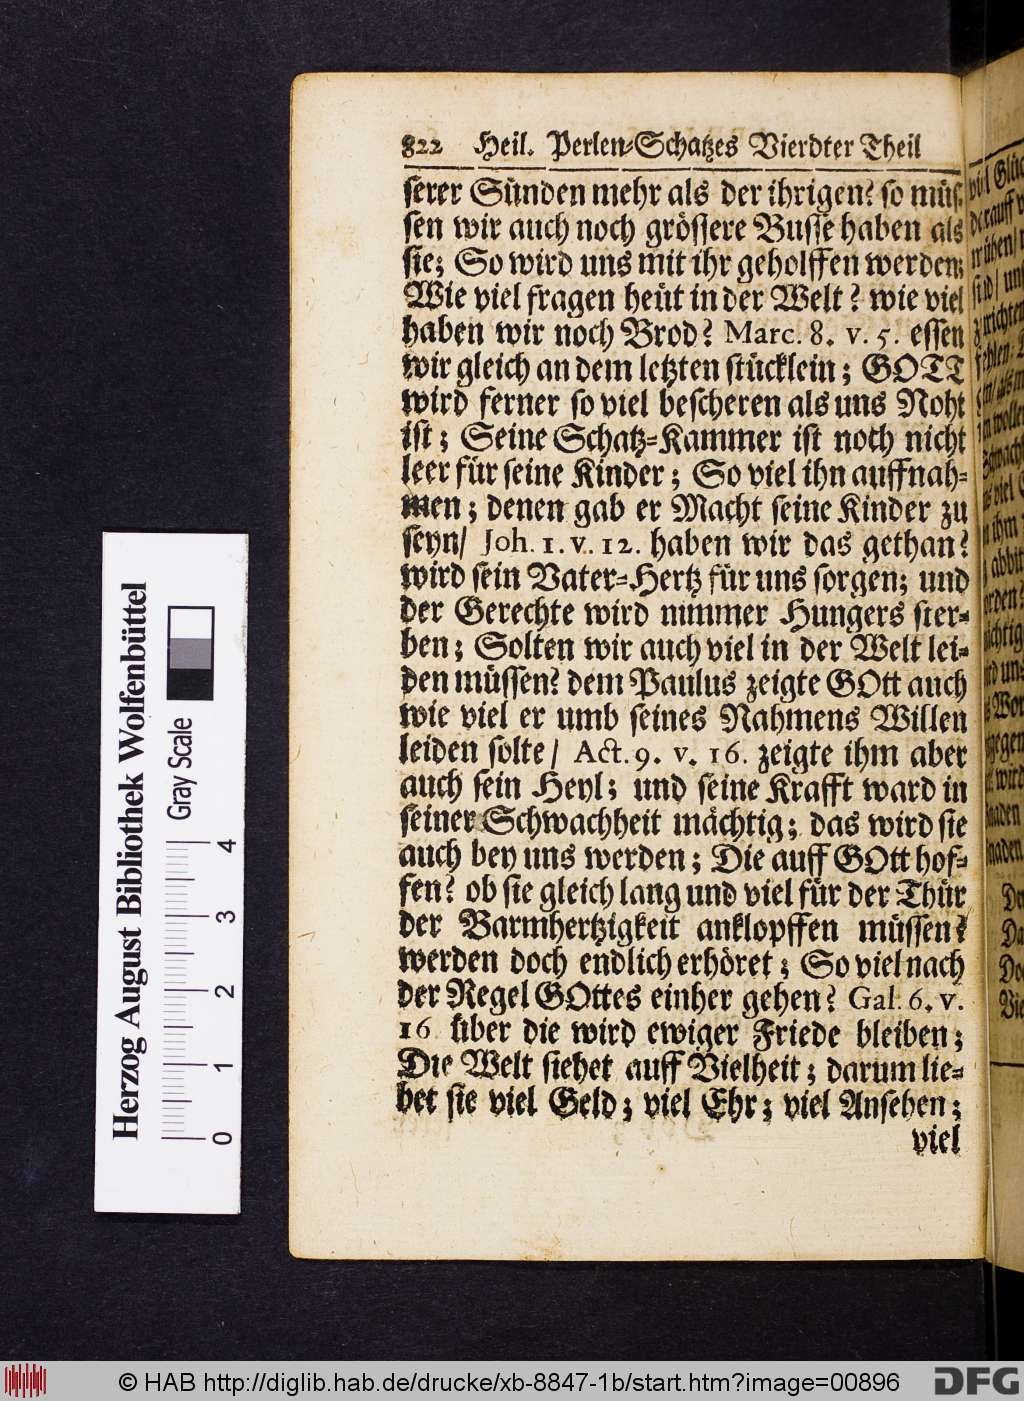 822 Heil. Perlen-Schatzes Vierdter Theil
serer Sünden mehr als der ihrigen? so müs-
sen wir auch noch grössere Busse haben als
sie; So wird uns mit ihr geholffen werden;
Wie viel fragen heüt in der Welt? wie viel
haben wir noch Brod? Marc. 8. v. 5. essen
wir gleich an dem letzten stücklein; GOTT
wird ferner so viel bescheren als uns Noht
ist; Seine Schatz-Kammer ist noch nicht
leer für seine Kinder; So viel ihn auffnah-
men; denen gab er Macht seine Kinder zu
seyn/ Joh. 1. v. 12. haben wir das gethan?
wird sein Vater-Hertz für uns sorgen; und
der Gerechte wird nimmer Hungers ster-
ben; Solten wir auch viel in der Welt lei-
den müssen? dem Paulus zeigte GOtt auch
wie viel er umb seines Nahmens Willen
leiden solte/ Act. 9. v. 16. zeigte ihm aber
auch sein Heyl; und seine Krafft ward in
seiner Schwachheit mächtig; das wird sie
auch bey uns werden; Die auff GOtt hof-
fen? ob sie gleich lang und viel für der Thür
der Barmhertzigkeit anklopffen müssen?
werden doch endlich erhöret; So viel nach
der Regel GOttes einher gehen? Gal. 6. v.
16 über die wird ewiger Friede bleiben;
Die Welt siehet auff Vielheit; darum lie-
bet sie viel Geld; viel Ehr; viel Ansehen;
viel
Herzog August Bibliothek Wolfenbüttel
Gray Scale
0 1 2 3 4
© HAB http://diglib.hab.de/drucke/xb-8847-1b/start.htm?image=00896
DFG